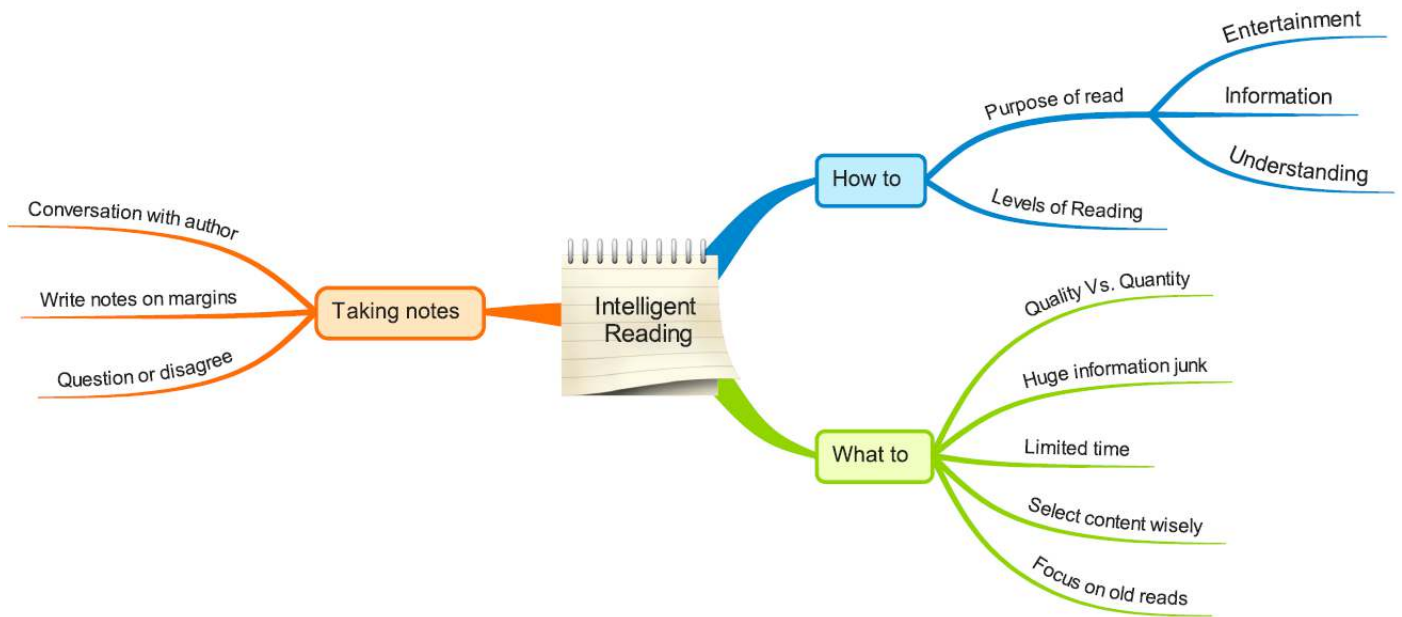 Intelligent
Reading
How to
Purpose of read
Entertainment
Information
Understanding
Levels of Reading
What to
Quality Vs. Quantity
Huge information junk
Limited time
Select content wisely
Focus on old reads
Taking notes
Conversation with author
Write notes on margins
Question or disagree